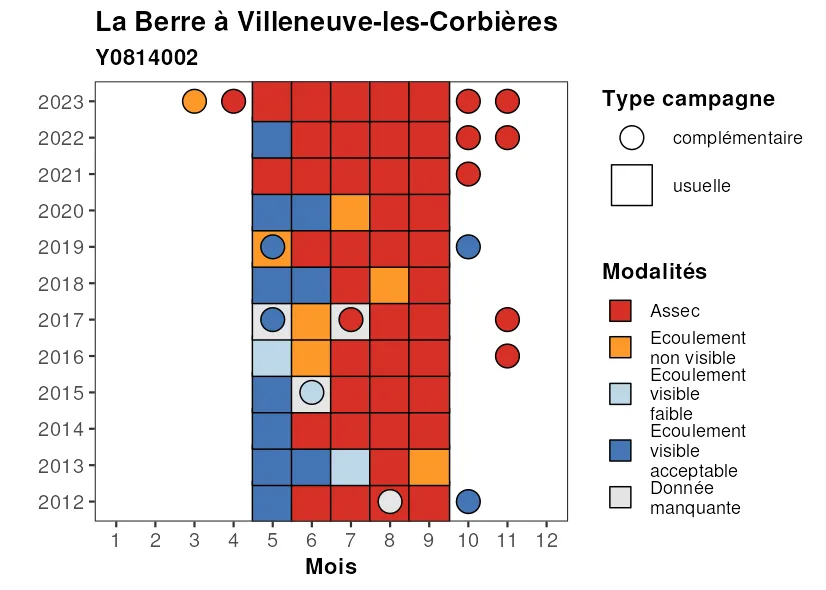 La Berre à Villeneuve-les-Corbières
Y0814002
2023
2022
2021
2020
2019
2018
2017
2016
2015
2014
2013
2012
1 2 3 4 5 6 7 8 9 10 11 12
Mois
Type campagne
complémentaire
usuelle
Modalités
Assec
Ecoulement
non visible
Ecoulement
visible
faible
Ecoulement
visible
acceptable
Donnée
manquante